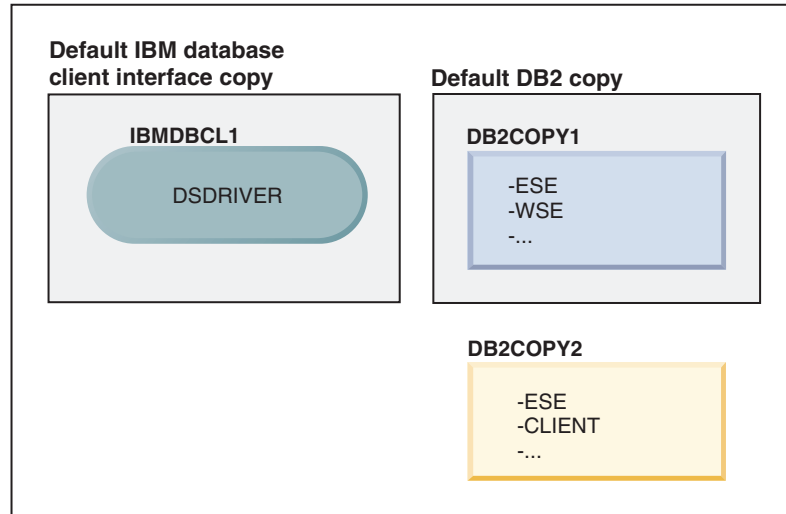 Default IBM database
client interface copy
IBMDBCL1
DSDRIVER
Default DB2 copy
DB2COPY1
-ESE
-WSE
-...
DB2COPY2
-ESE
-CLIENT
-...